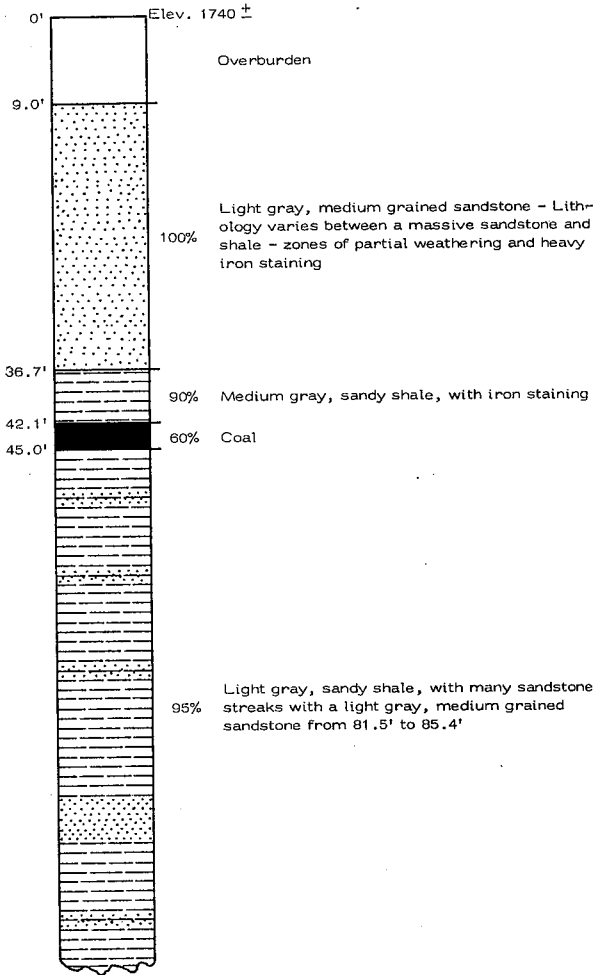 0' Elev. 1740 ±
Overburden
9.0'
Light gray, medium grained sandstone - Lith-
ology varies between a massive sandstone and
100% shale - zones of partial weathering and heavy
iron staining
36.7'
90% Medium gray, sandy shale, with iron staining
42.1'
60% Coal
45.0'
Light gray, sandy shale, with many sandstone
95% streaks with a light gray, medium grained
sandstone from 81.5' to 85.4'